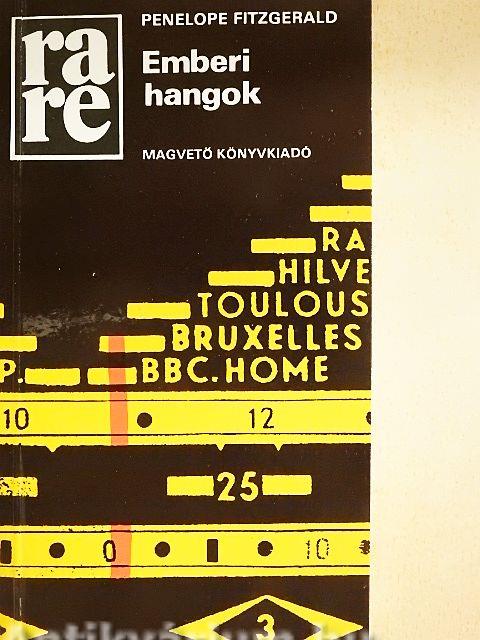 PENELOPE FITZGERALD
ra
re
Emberi
hangok
MAGVETŐ KÖNYVKIADÓ
RA
HILVE
TOULOUS
BRUXELLES
P. BBC.HOME
10 12
25
0 10
3